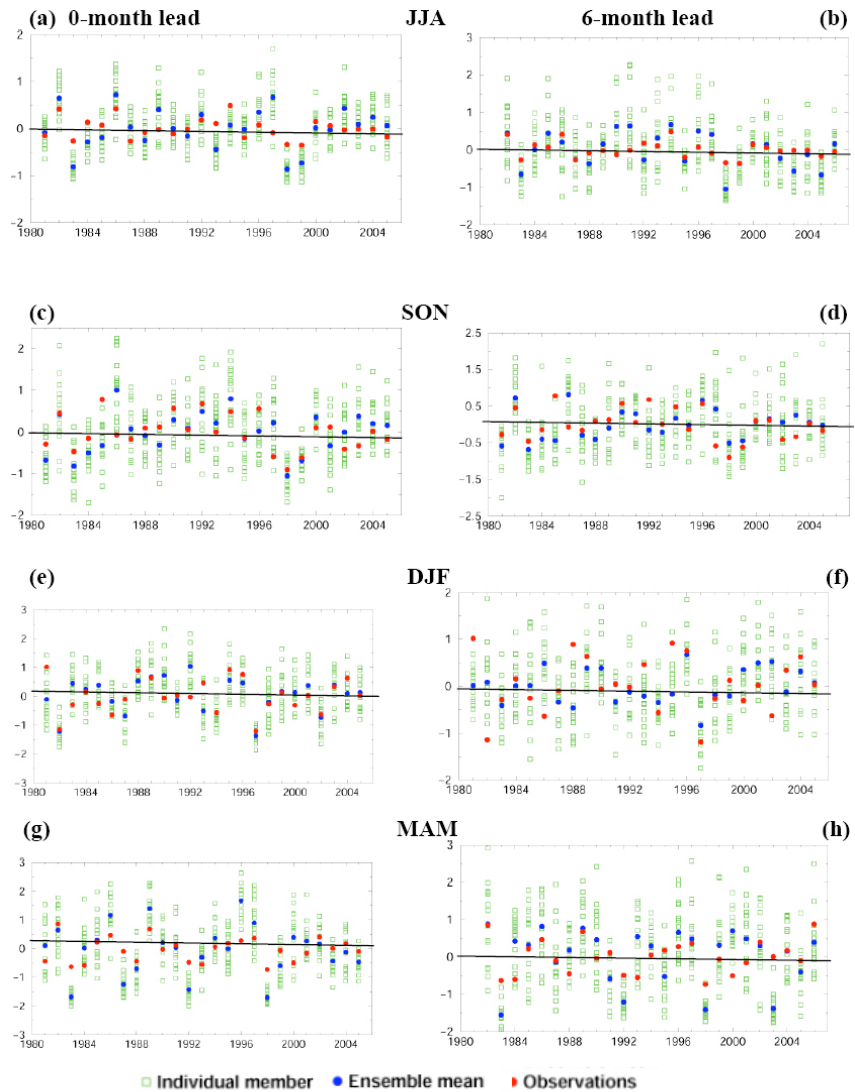 (a) 0-month lead JJA 6-month lead (b)
2 3
1 2
0 1
-1 0
-2 -1
-2
1980 1984 1988 1992 1996 2000 2004 1980 1984 1988 1992 1996 2000 2004
(c) SON (d)
2 2.5
1 1.5
0 0.5
-1 -0.5
-2 -1.5
-2.5
1980 1984 1988 1992 1996 2000 2004 1980 1984 1988 1992 1996 2000 2004
(e) DJF (f)
3 2
2 1
1 0
0 -1
-1 -2
-2
-3
1980 1984 1988 1992 1996 2000 2004 1980 1984 1988 1992 1996 2000 2004
(g) MAM (h)
3 3
2 2
1 1
0 0
-1 -1
-2 -2
-3
1980 1984 1988 1992 1996 2000 2004 1980 1984 1988 1992 1996 2000 2004
Individual member Ensemble mean Observations